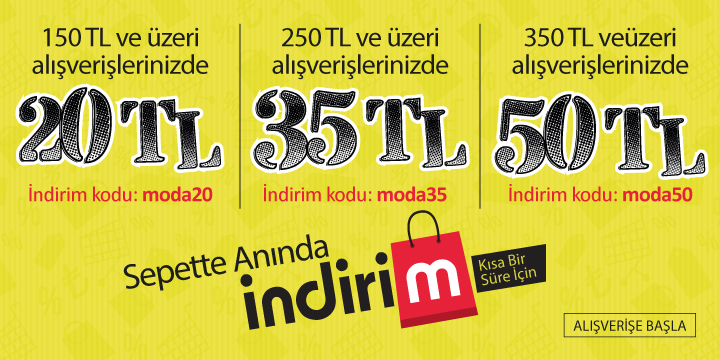 150 TL ve üzeri
alışverişlerinizde
20 TL
İndirim kodu: moda20
250 TL ve üzeri
alışverişlerinizde
35 TL
İndirim kodu: moda35
350 TL veüzeri
alışverişlerinizde
50 TL
İndirim kodu: moda50
Sepette Anında
indirim
Kısa Bir
Süre İçin
ALIŞVERİŞE BAŞLA